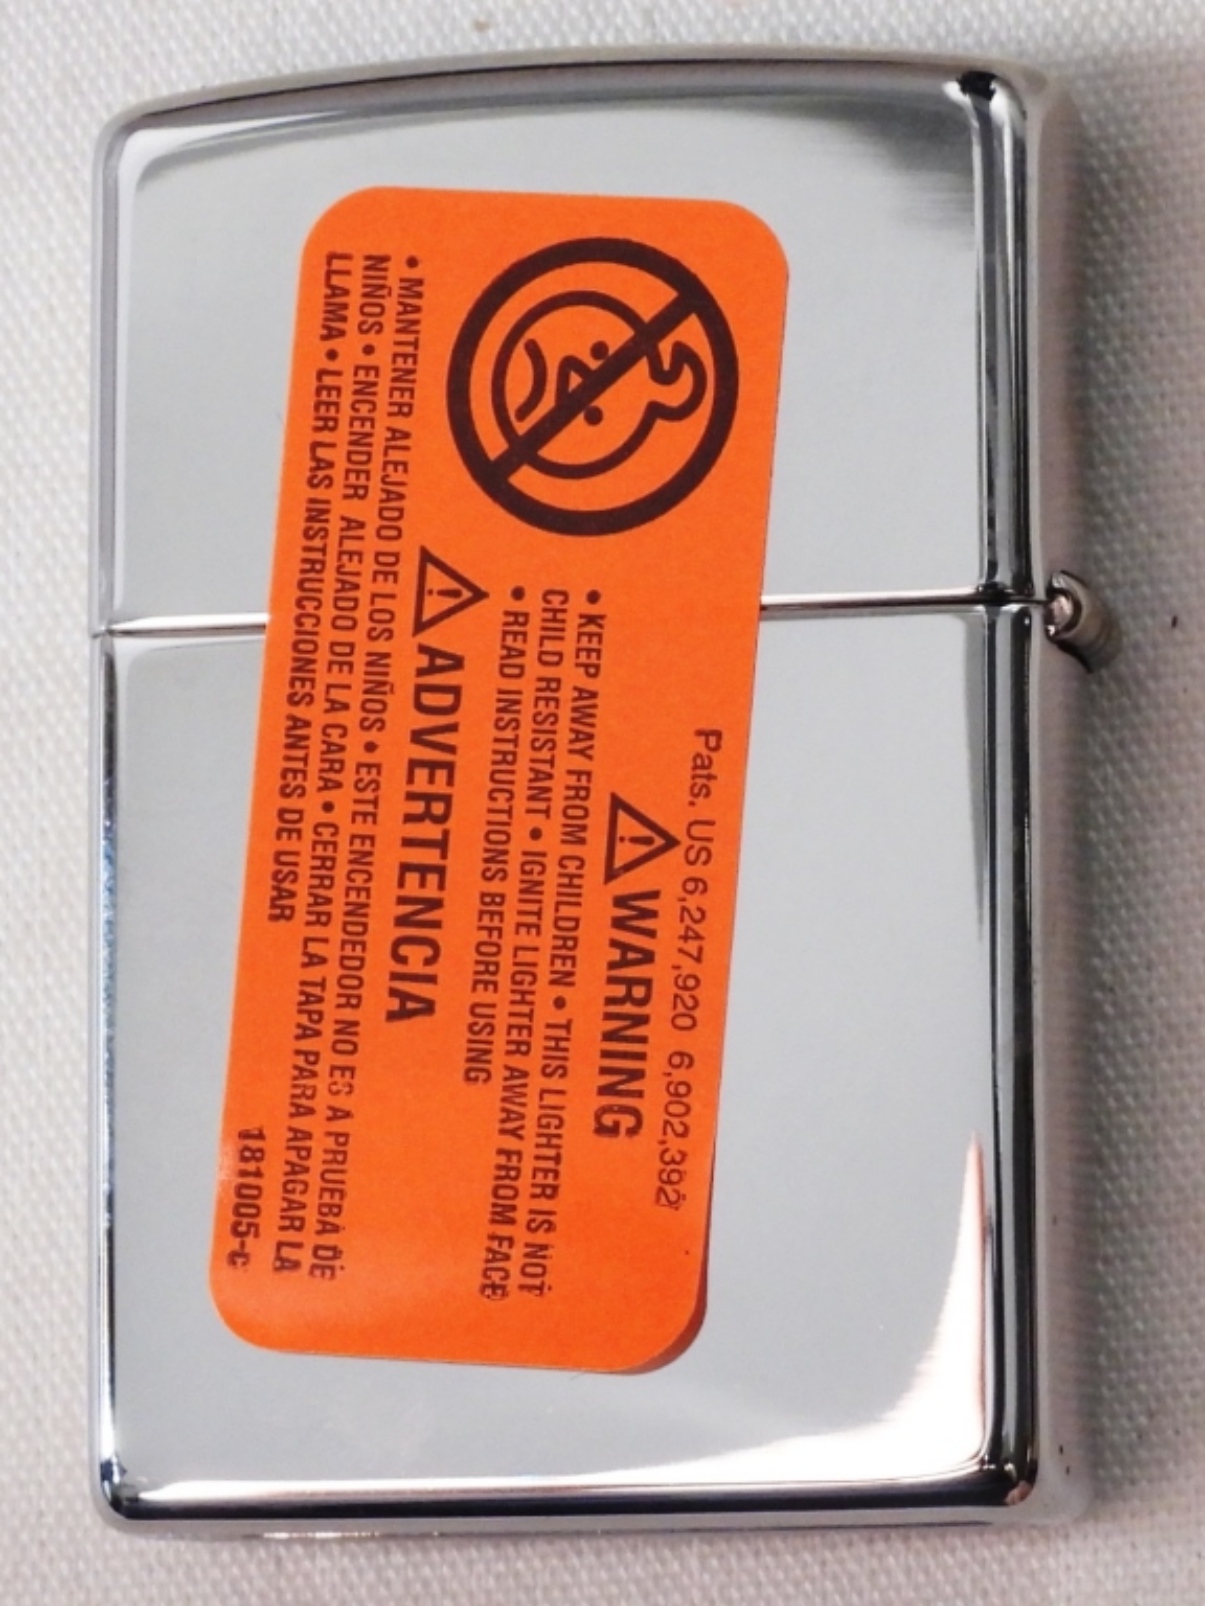 Pats. US 6,247,920 6,902,392
WARNING
• KEEP AWAY FROM CHILDREN • THIS LIGHTER IS NOT
CHILD RESISTANT • IGNITE LIGHTER AWAY FROM FACE
• READ INSTRUCTIONS BEFORE USING
ADVERTENCIA
• MANTENER ALEJADO DE LOS NIÑOS • ESTE ENCENDEDOR NO ES A PRUEBA DE
NIÑOS • ENCENDER ALEJADO DE LA CARA • CERRAR LA TAPA PARA APAGAR LA
LLAMA • LEER LAS INSTRUCCIONES ANTES DE USAR
181005-c